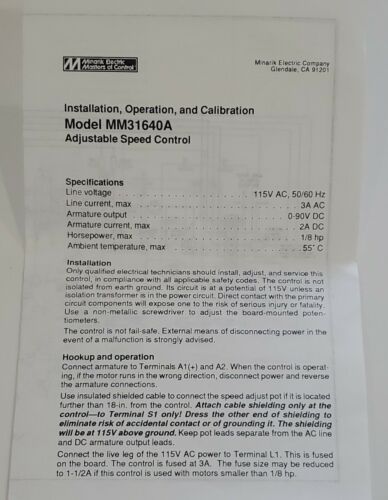 Minarik Electric
Masters of Control
Minarik Electric Company
Glendale, CA 91201
Installation, Operation, and Calibration
Model MM31640A
Adjustable Speed Control
Specifications
Line voltage . . . . . . . . . . . . . . . . . . . . 115V AC, 50/60 Hz
Line current, max . . . . . . . . . . . . . . . . . . . . 3A AC
Armature output . . . . . . . . . . . . . . . . . . . . 0-90V DC
Armature current, max . . . . . . . . . . . . . . . . . . . . 2A DC
Horsepower, max . . . . . . . . . . . . . . . . . . . . 1/8 hp
Ambient temperature, max . . . . . . . . . . . . . . . . . . . . 55° C
Installation
Only qualified electrical technicians should install, adjust, and service this
control, in compliance with all applicable safety codes. The control is not
isolated from earth ground. Its circuit is at a potential of 115V unless an
isolation transformer is in the power circuit. Direct contact with the primary
circuit components will expose one to the risk of serious injury or fatality.
Use a non-metallic screwdriver to adjust the board-mounted poten-
tiometers.
The control is not fail-safe. External means of disconnecting power in the
event of a malfunction is strongly advised.
Hookup and operation
Connect armature to Terminals A1(+) and A2. When the control is operat-
ing, if the motor runs in the wrong direction, disconnect power and reverse
the armature connections.
Use insulated shielded cable to connect the speed adjust pot if it is located
further than 18-in. from the control. Attach cable shielding only at the
control—to Terminal S1 only! Dress the other end of shielding to
eliminate risk of accidental contact or of grounding it. The shielding
will be at 115V above ground. Keep pot leads separate from the AC line
and DC armature output leads.
Connect the live leg of the 115V AC power to Terminal L1. This is fused
on the board. The control is fused at 3A. The fuse size may be reduced
to 1-1/2A if this control is used with motors smaller than 1/8 hp.